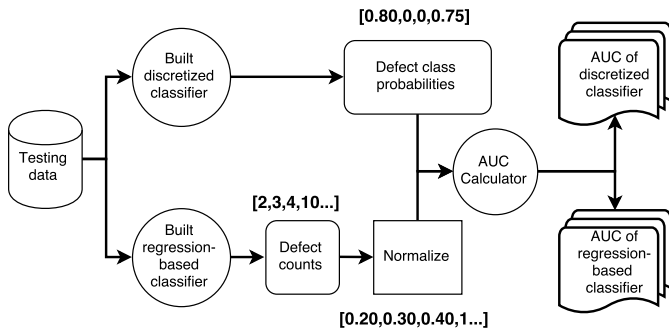 [0.80,0,0,0.75]
Built
discretized
classifier
Defect class
probabilities
AUC of
discretized
classifier
Testing
data
AUC
Calculator
[2,3,4,10...]
Built
regression-
based
classifier
Defect
counts
Normalize
AUC of
regression-
based
classifier
[0.20,0.30,0.40,1...]